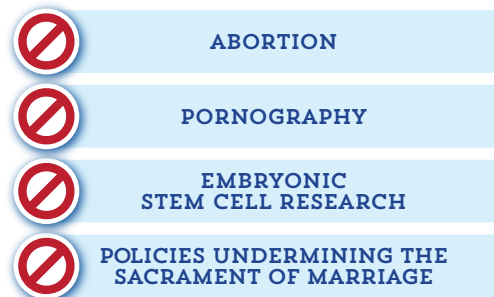 ABORTION
PORNOGRAPHY
EMBRYONIC
STEM CELL RESEARCH
POLICIES UNDERMINING THE
SACRAMENT OF MARRIAGE